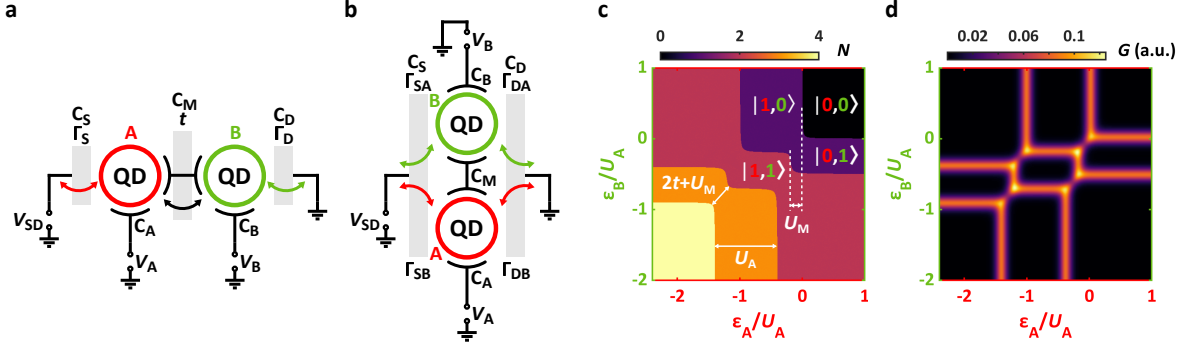 a
C_S
Γ_S
A
C_M
t
B
C_D
Γ_D
QD
QD
V_SD
C_A
C_B
V_A
V_B
b
V_B
C_S
Γ_SA
C_B
C_D
Γ_DA
B
QD
C_M
QD
A
Γ_SB
C_A
Γ_DB
V_A
c
0 2 4 N
|1,0⟩ |0,0⟩
|1,1⟩ |0,1⟩
2t+U_M
U_M
U_A
1
0
-1
-2
ε_B/U_A
-2 -1 0 1
ε_A/U_A
d
0.02 0.06 0.1 G (a.u.)
1
0
-1
-2
ε_B/U_A
-2 -1 0 1
ε_A/U_A